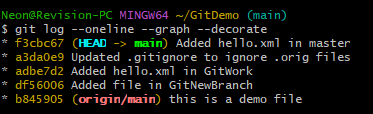 Neon@Revision-PC MINGW64 ~/GitDemo (main)
$ git log --oneline --graph --decorate
* f3cbc67 (HEAD -> main) Added hello.xml in master
* a3da0e9 Updated .gitignore to ignore .orig files
* adbe7d2 Added hello.xml in GitWork
* df56006 Added file in GitNewBranch
* b845905 (origin/main) this is a demo file